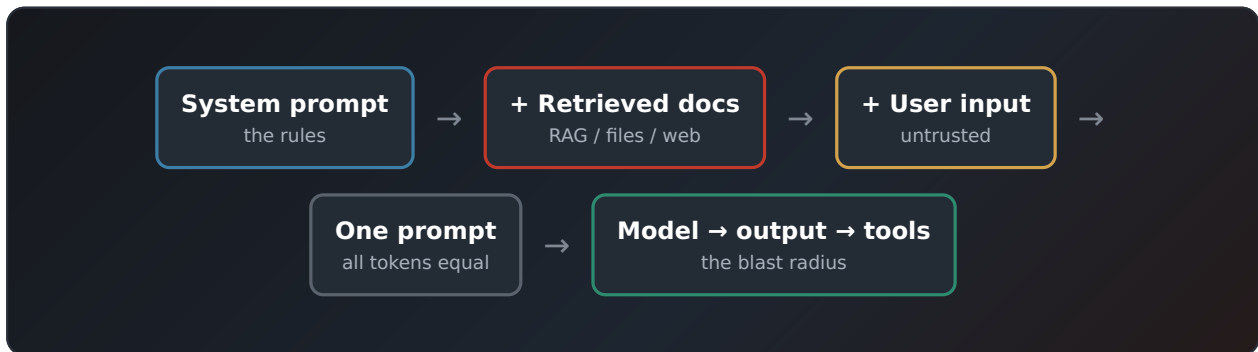 System prompt
the rules
→
+ Retrieved docs
RAG / files / web
→
+ User input
untrusted
→
One prompt
all tokens equal
→
Model → output → tools
the blast radius